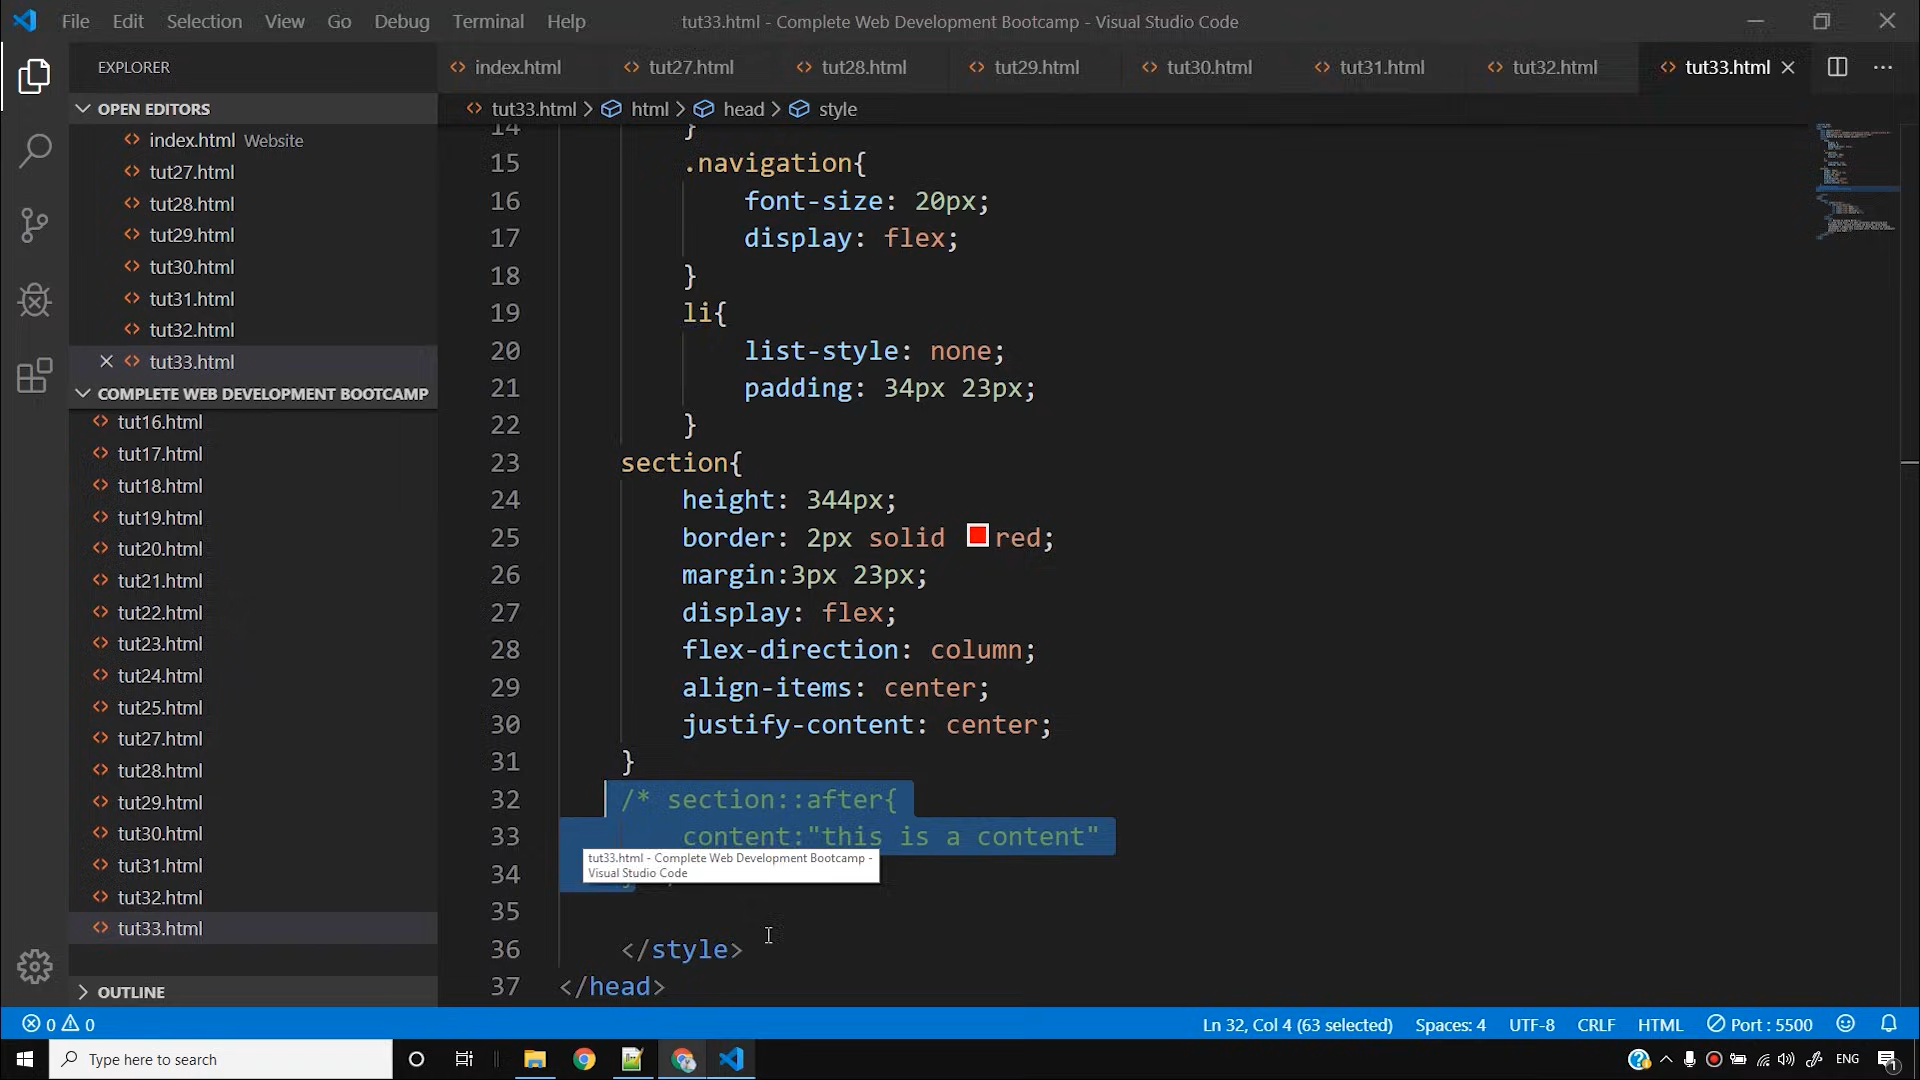 File Edit Selection View Go Debug Terminal Help
tut33.html - Complete Web Development Bootcamp - Visual Studio Code
EXPLORER
OPEN EDITORS
index.html Website
tut27.html
tut28.html
tut29.html
tut30.html
tut31.html
tut32.html
tut33.html
COMPLETE WEB DEVELOPMENT BOOTCAMP
tut16.html
tut17.html
tut18.html
tut19.html
tut20.html
tut21.html
tut22.html
tut23.html
tut24.html
tut25.html
tut27.html
tut28.html
tut29.html
tut30.html
tut31.html
tut32.html
tut33.html
OUTLINE
index.html tut27.html tut28.html tut29.html tut30.html tut31.html tut32.html tut33.html
tut33.html > html > head > style
14 }
15 .navigation{
16 font-size: 20px;
17 display: flex;
18 }
19 li{
20 list-style: none;
21 padding: 34px 23px;
22 }
23 section{
24 height: 344px;
25 border: 2px solid red;
26 margin:3px 23px;
27 display: flex;
28 flex-direction: column;
29 align-items: center;
30 justify-content: center;
31 }
32 /* section::after{
33 content:"this is a content"
34
35
36 </style>
37 </head>
tut33.html - Complete Web Development Bootcamp -
Visual Studio Code
0 0
Ln 32, Col 4 (63 selected) Spaces: 4 UTF-8 CRLF HTML Port : 5500
Type here to search
ENG
1